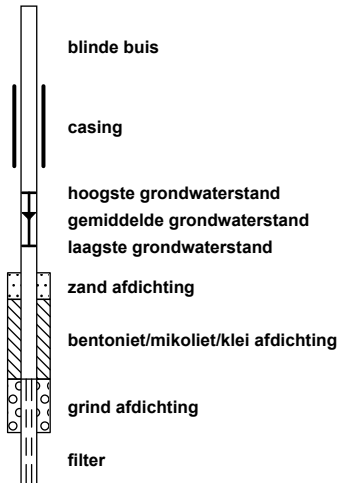 blinde buis
casing
hoogste grondwaterstand
gemiddelde grondwaterstand
laagste grondwaterstand
zand afdichting
bentoniet/mikoliet/klei afdichting
grind afdichting
filter